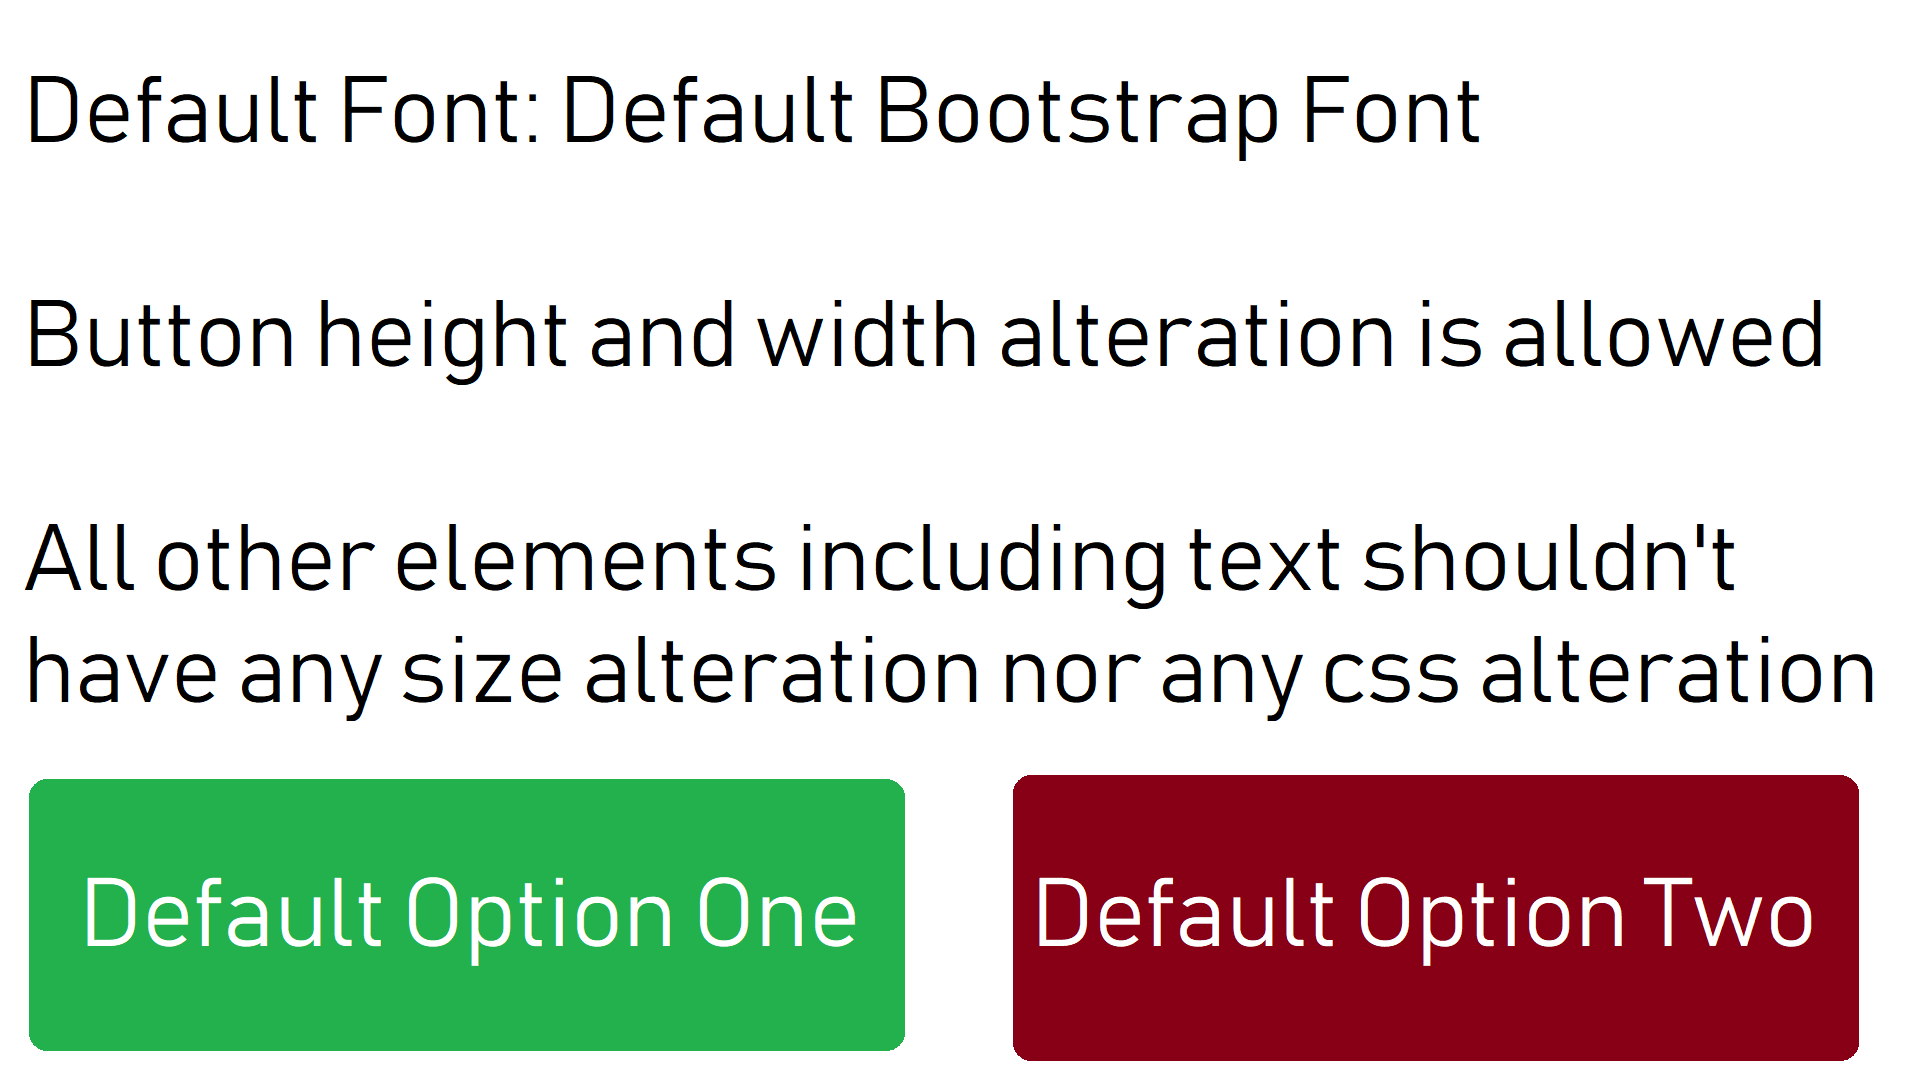 Default Font: Default Bootstrap Font
Button height and width alteration is allowed
All other elements including text shouldn't
have any size alteration nor any css alteration
Default Option One
Default Option Two